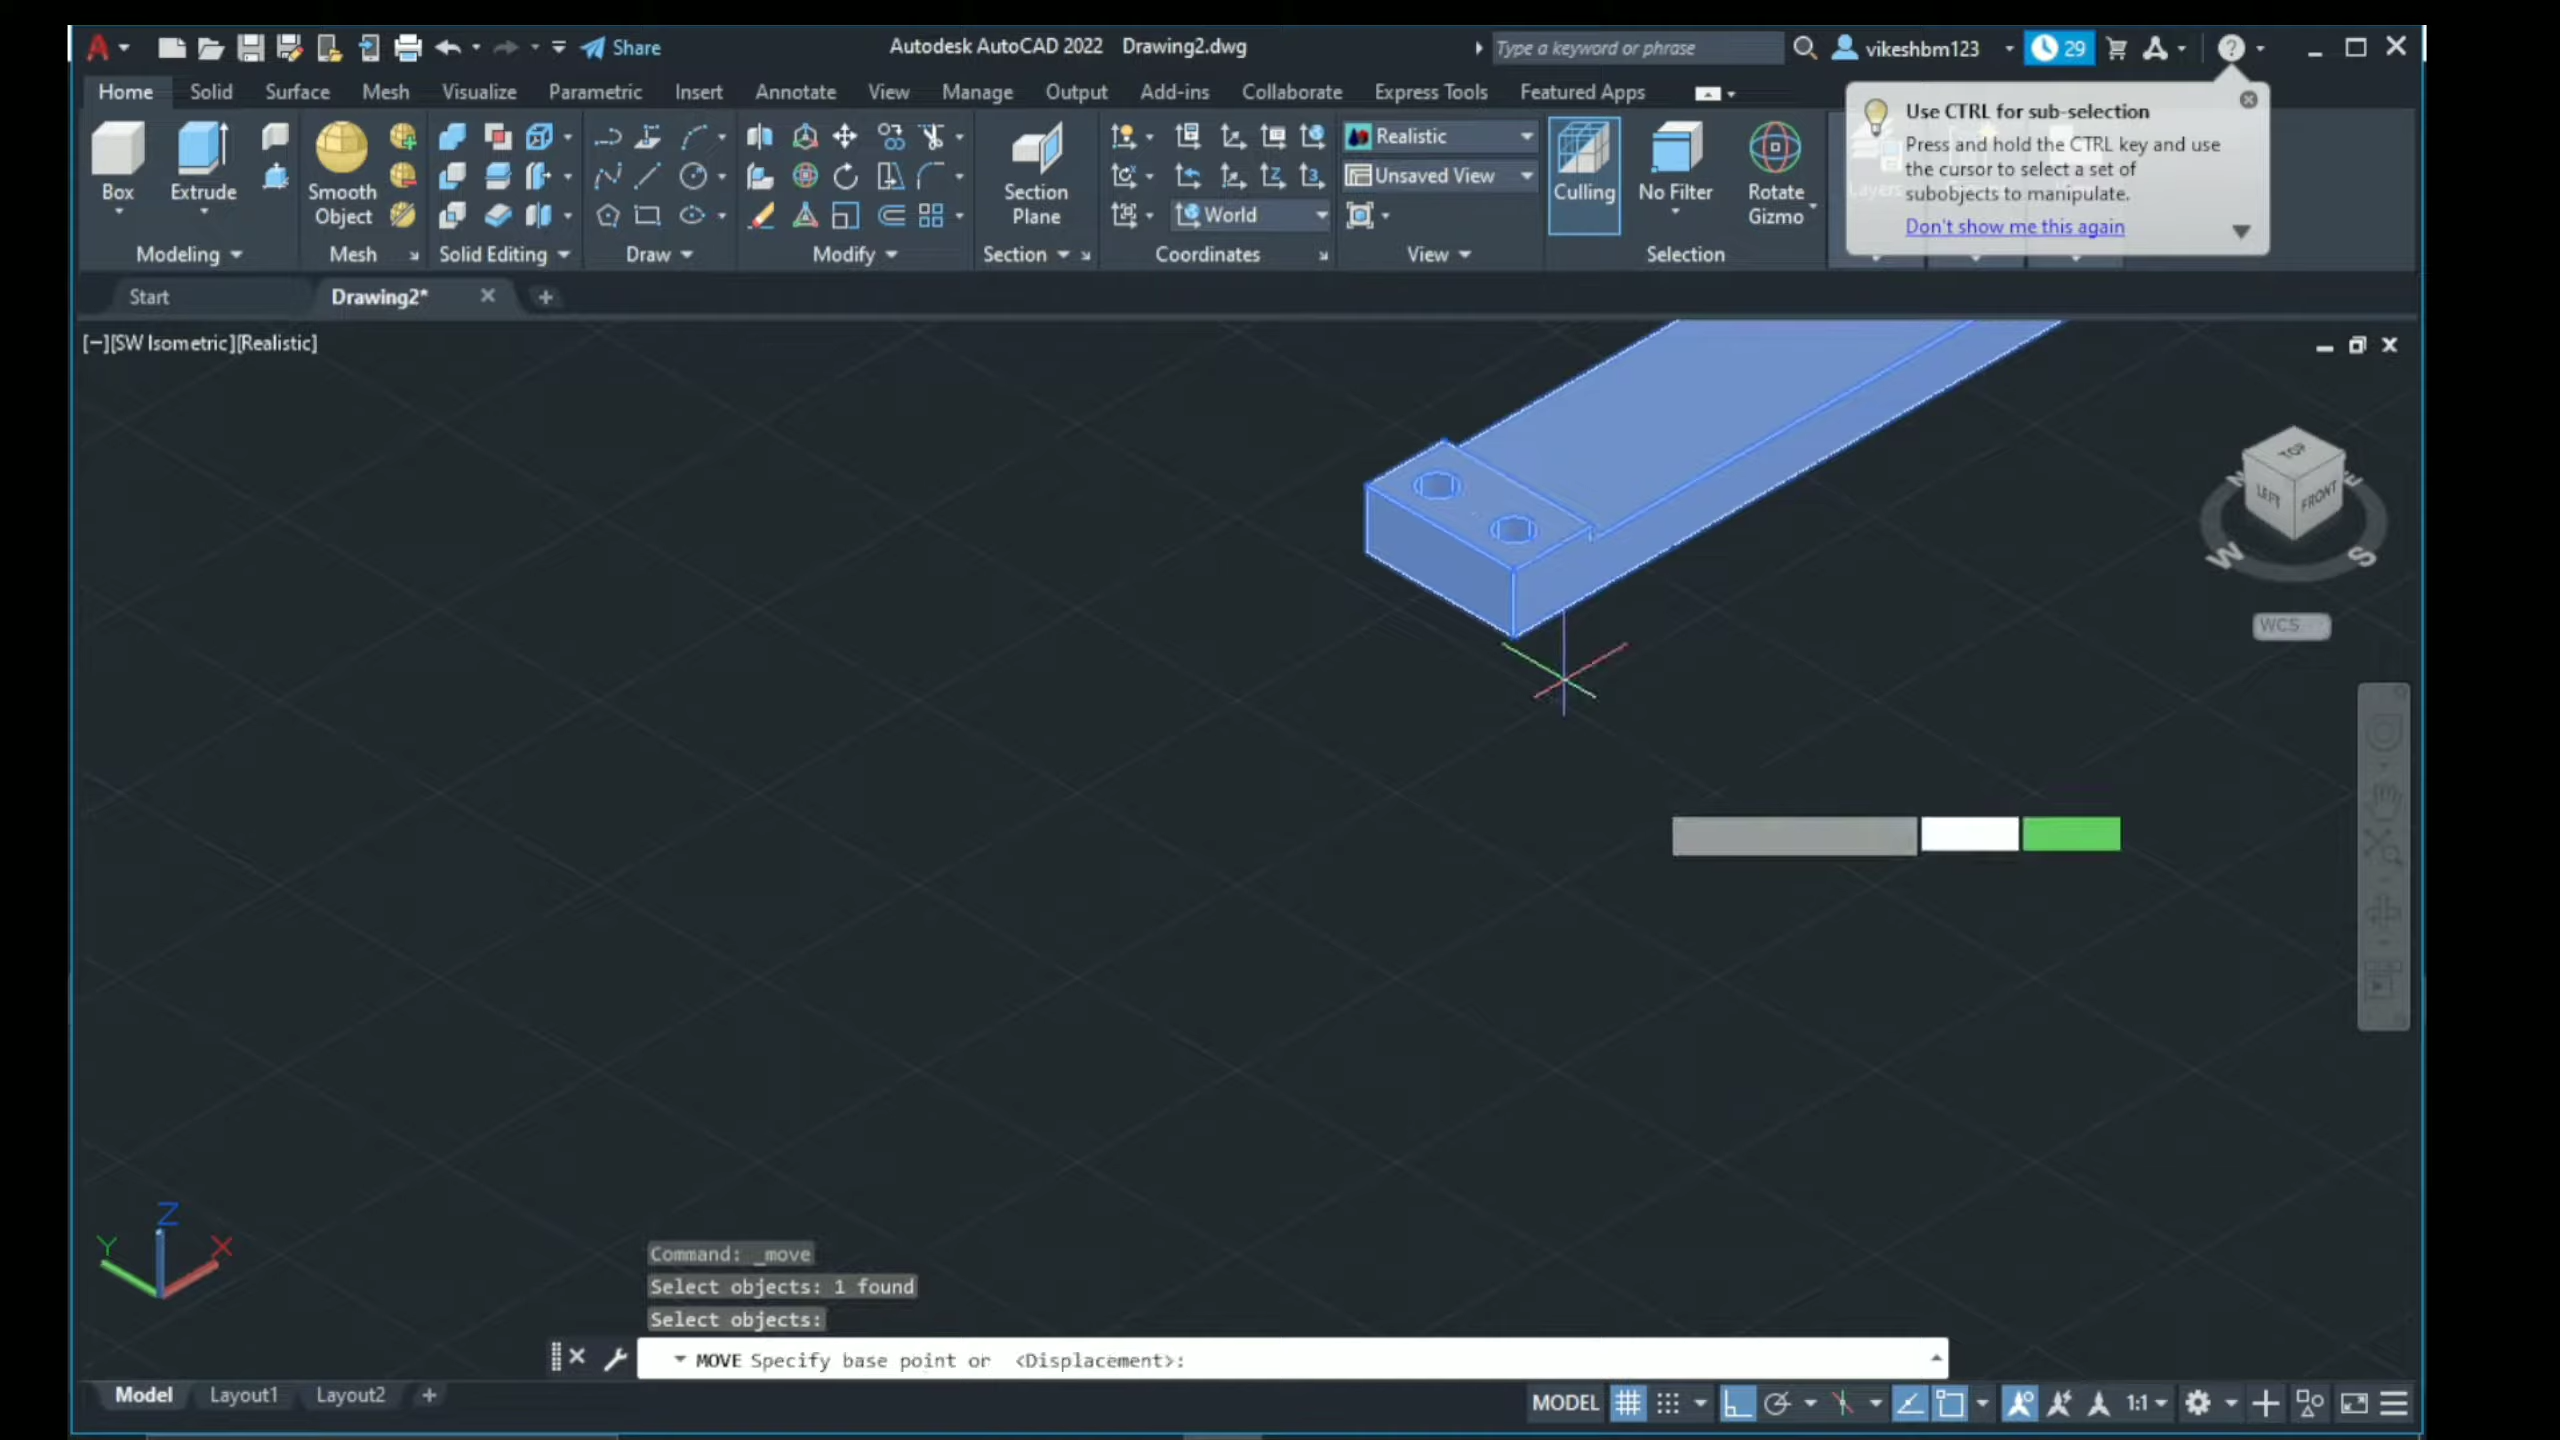 Share
Autodesk AutoCAD 2022 Drawing2.dwg
Type a keyword or phrase
vikeshbm123
29
Home Solid Surface Mesh Visualize Parametric Insert Annotate View Manage Output Add-ins Collaborate Express Tools Featured Apps
Use CTRL for sub-selection
Press and hold the CTRL key and use
the cursor to select a set of
subobjects to manipulate.
Don't show me this again
Box
Extrude
Smooth
Object
Section
Plane
Realistic
Unsaved View
World
Culling
No Filter
Rotate
Gizmo
Layers
Modeling Mesh Solid Editing Draw Modify Section Coordinates View Selection
Start Drawing2*
[−][SW Isometric][Realistic]
TOP
LEFT
FRONT
N
E
W
S
WCS
Z
Y
X
Command: _move
Select objects: 1 found
Select objects:
MOVE Specify base point or <Displacement>:
Model Layout1 Layout2
MODEL
1:1